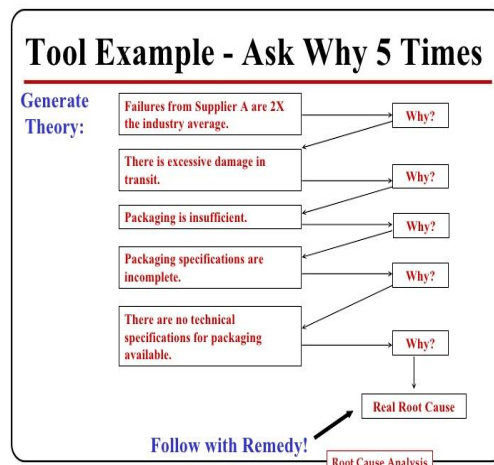 Tool Example - Ask Why 5 Times
Generate
Theory:
Failures from Supplier A are 2X
the industry average.
Why?
There is excessive damage in
transit.
Why?
Packaging is insufficient.
Why?
Packaging specifications are
incomplete.
Why?
There are no technical
specifications for packaging
available.
Why?
Real Root Cause
Follow with Remedy!
Root Cause Analysis